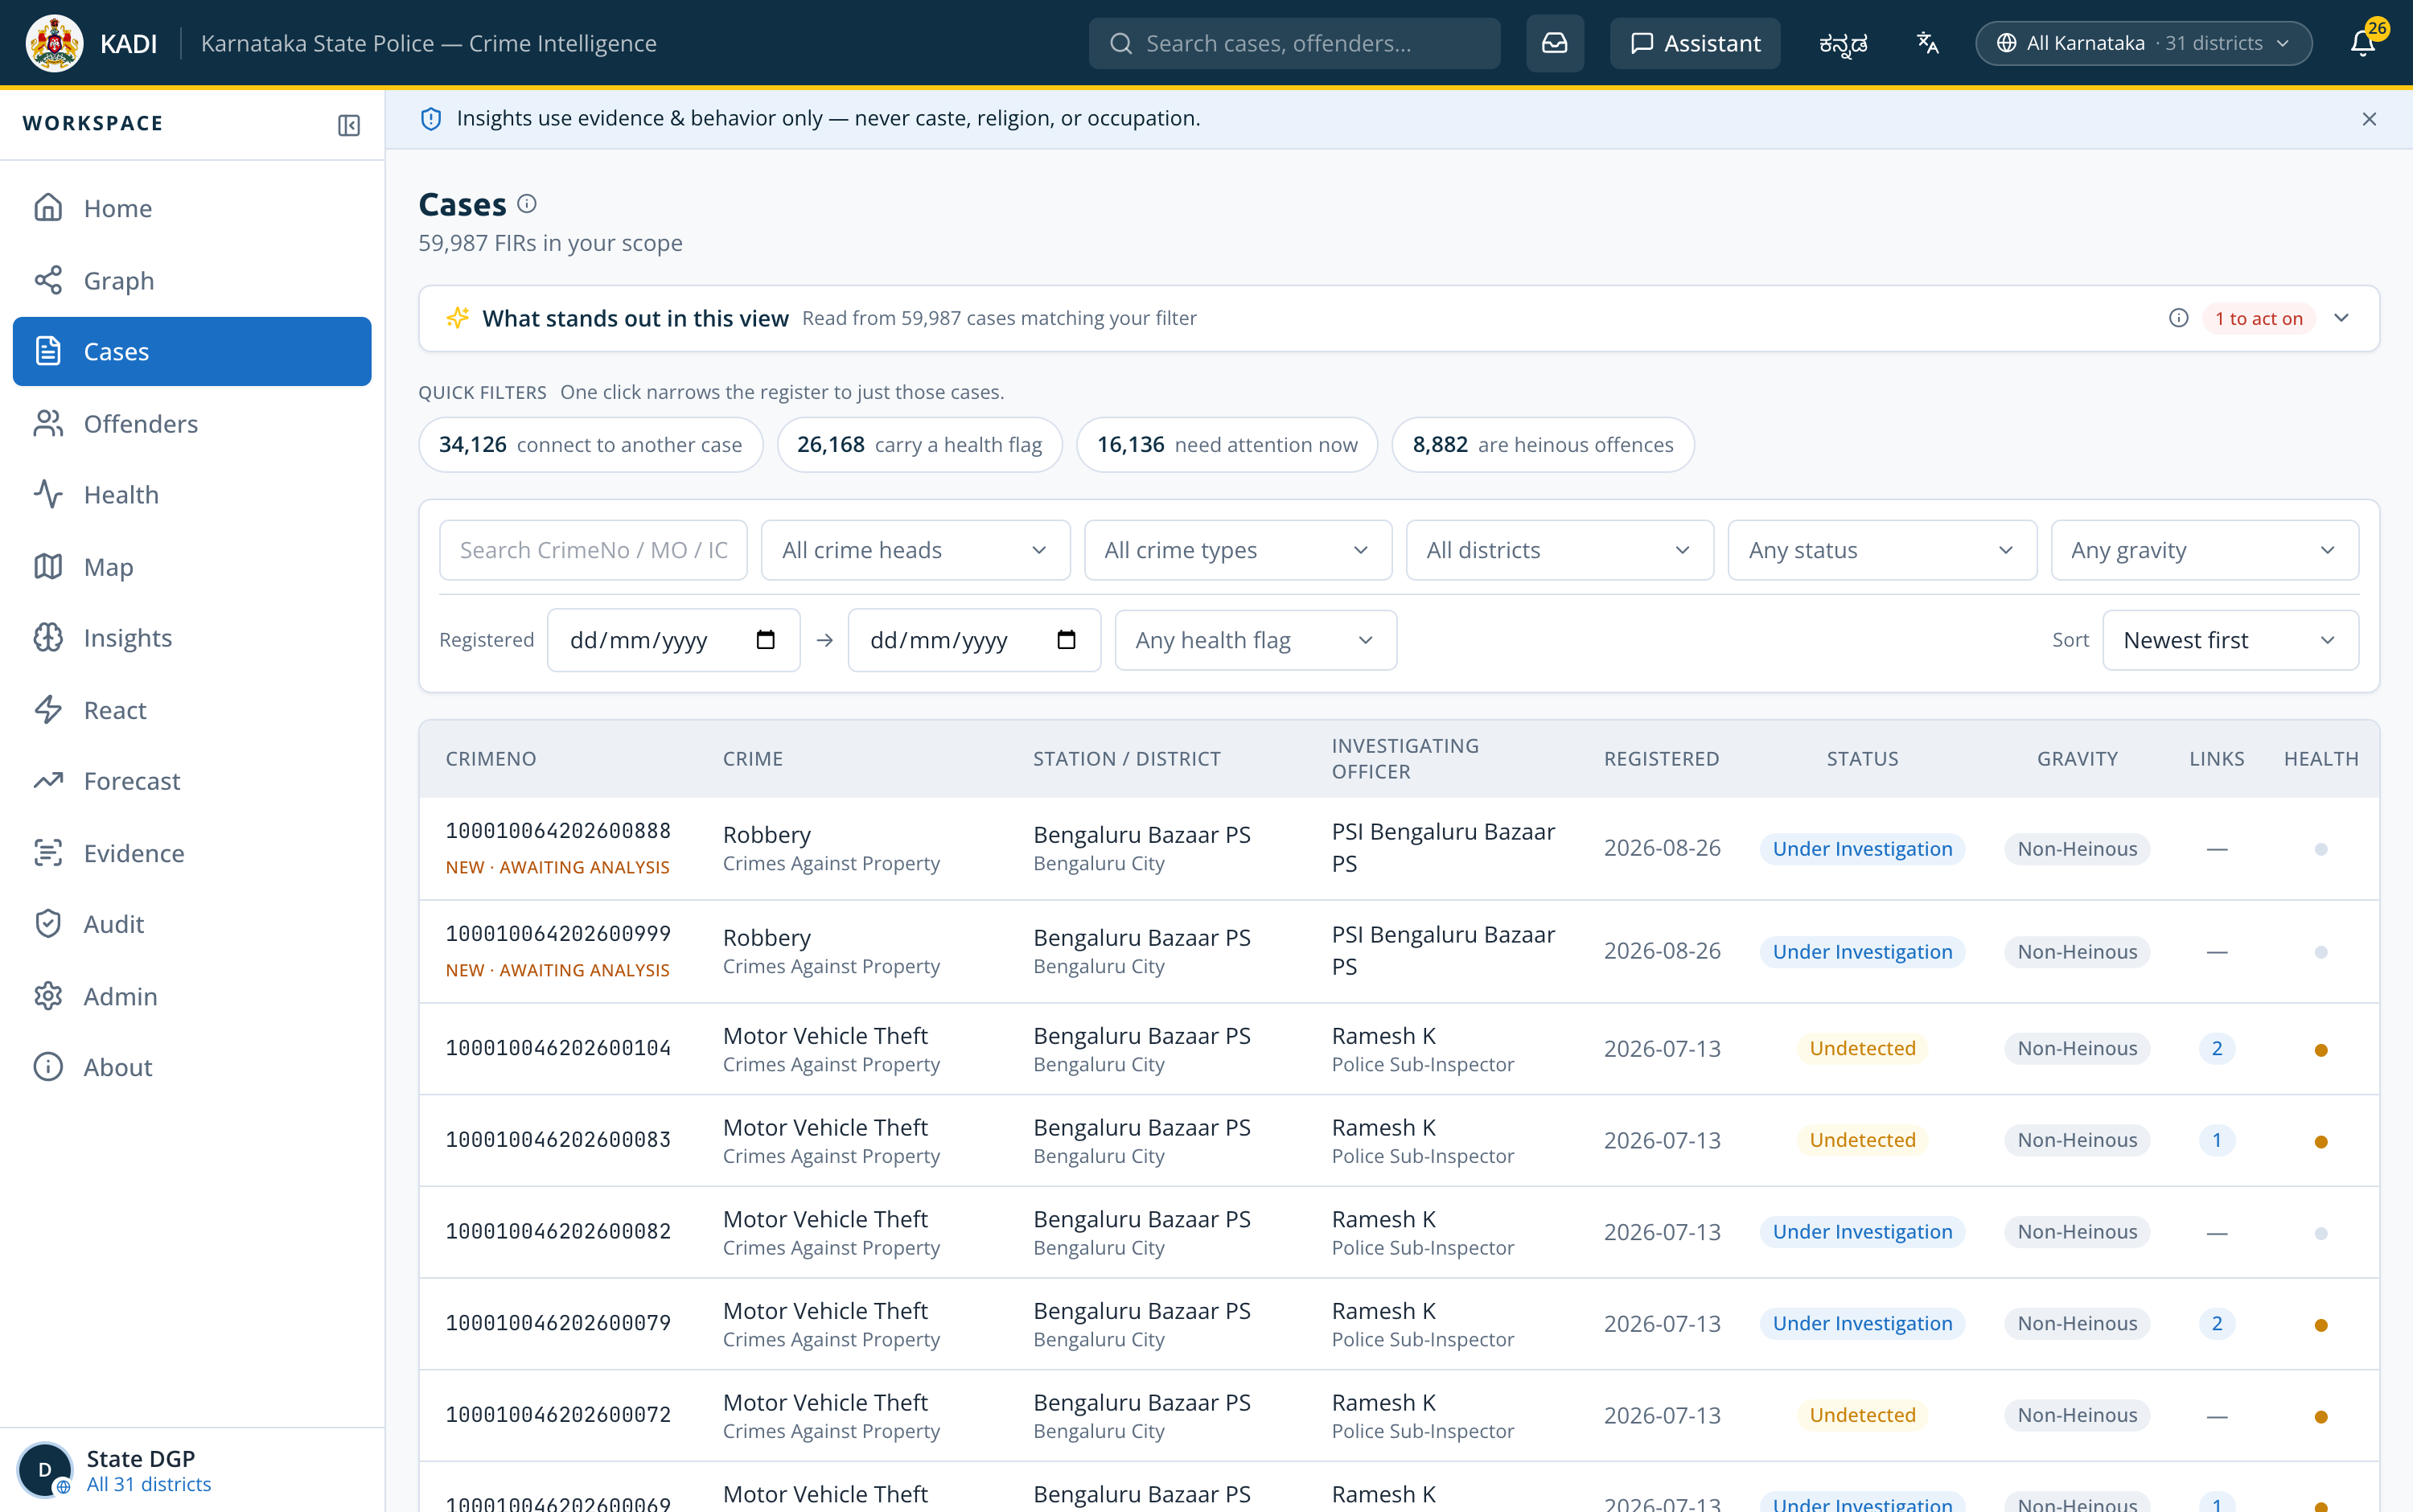 KADI
Karnataka State Police — Crime Intelligence
Search cases, offenders...
Assistant
ಕನ್ನಡ
All Karnataka · 31 districts
26
WORKSPACE
Insights use evidence & behavior only — never caste, religion, or occupation.
Home
Graph
Cases
Offenders
Health
Map
Insights
React
Forecast
Evidence
Audit
Admin
About
D
State DGP
All 31 districts
Cases
59,987 FIRs in your scope
What stands out in this view Read from 59,987 cases matching your filter
1 to act on
QUICK FILTERS One click narrows the register to just those cases.
34,126 connect to another case
26,168 carry a health flag
16,136 need attention now
8,882 are heinous offences
Search CrimeNo / MO / IC
All crime heads
All crime types
All districts
Any status
Any gravity
Registered
dd/mm/yyyy
dd/mm/yyyy
Any health flag
Sort
Newest first
CRIMENO CRIME STATION / DISTRICT INVESTIGATING OFFICER REGISTERED STATUS GRAVITY LINKS HEALTH
100010064202600888 Robbery Bengaluru Bazaar PS PSI Bengaluru Bazaar PS 2026-08-26 Under Investigation Non-Heinous —
NEW · AWAITING ANALYSIS Crimes Against Property Bengaluru City
100010064202600999 Robbery Bengaluru Bazaar PS PSI Bengaluru Bazaar PS 2026-08-26 Under Investigation Non-Heinous —
NEW · AWAITING ANALYSIS Crimes Against Property Bengaluru City
100010046202600104 Motor Vehicle Theft Bengaluru Bazaar PS Ramesh K 2026-07-13 Undetected Non-Heinous 2
Crimes Against Property Bengaluru City Police Sub-Inspector
100010046202600083 Motor Vehicle Theft Bengaluru Bazaar PS Ramesh K 2026-07-13 Undetected Non-Heinous 1
Crimes Against Property Bengaluru City Police Sub-Inspector
100010046202600082 Motor Vehicle Theft Bengaluru Bazaar PS Ramesh K 2026-07-13 Under Investigation Non-Heinous —
Crimes Against Property Bengaluru City Police Sub-Inspector
100010046202600079 Motor Vehicle Theft Bengaluru Bazaar PS Ramesh K 2026-07-13 Under Investigation Non-Heinous 2
Crimes Against Property Bengaluru City Police Sub-Inspector
100010046202600072 Motor Vehicle Theft Bengaluru Bazaar PS Ramesh K 2026-07-13 Undetected Non-Heinous —
Crimes Against Property Bengaluru City Police Sub-Inspector
100010046202600069 Motor Vehicle Theft Bengaluru Bazaar PS Ramesh K 2026-07-13 Under Investigation Non-Heinous 1